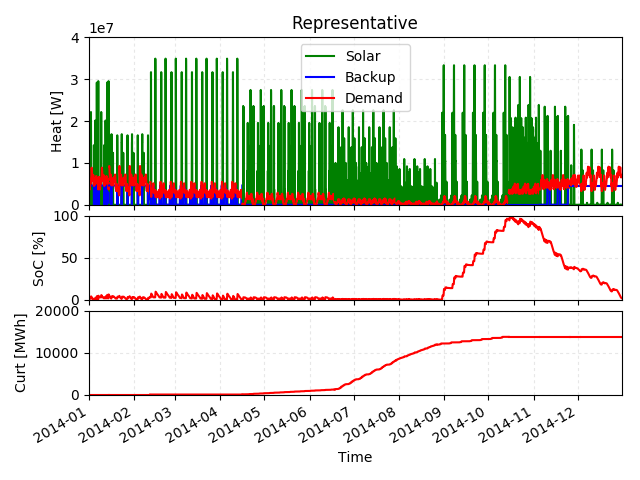 Representative
1e7
4
3
2
1
0
Heat [W]
Solar
Backup
Demand
100
50
0
SoC [%]
20000
10000
0
Curt [MWh]
2014-01
2014-02
2014-03
2014-04
2014-05
2014-06
2014-07
2014-08
2014-09
2014-10
2014-11
2014-12
Time